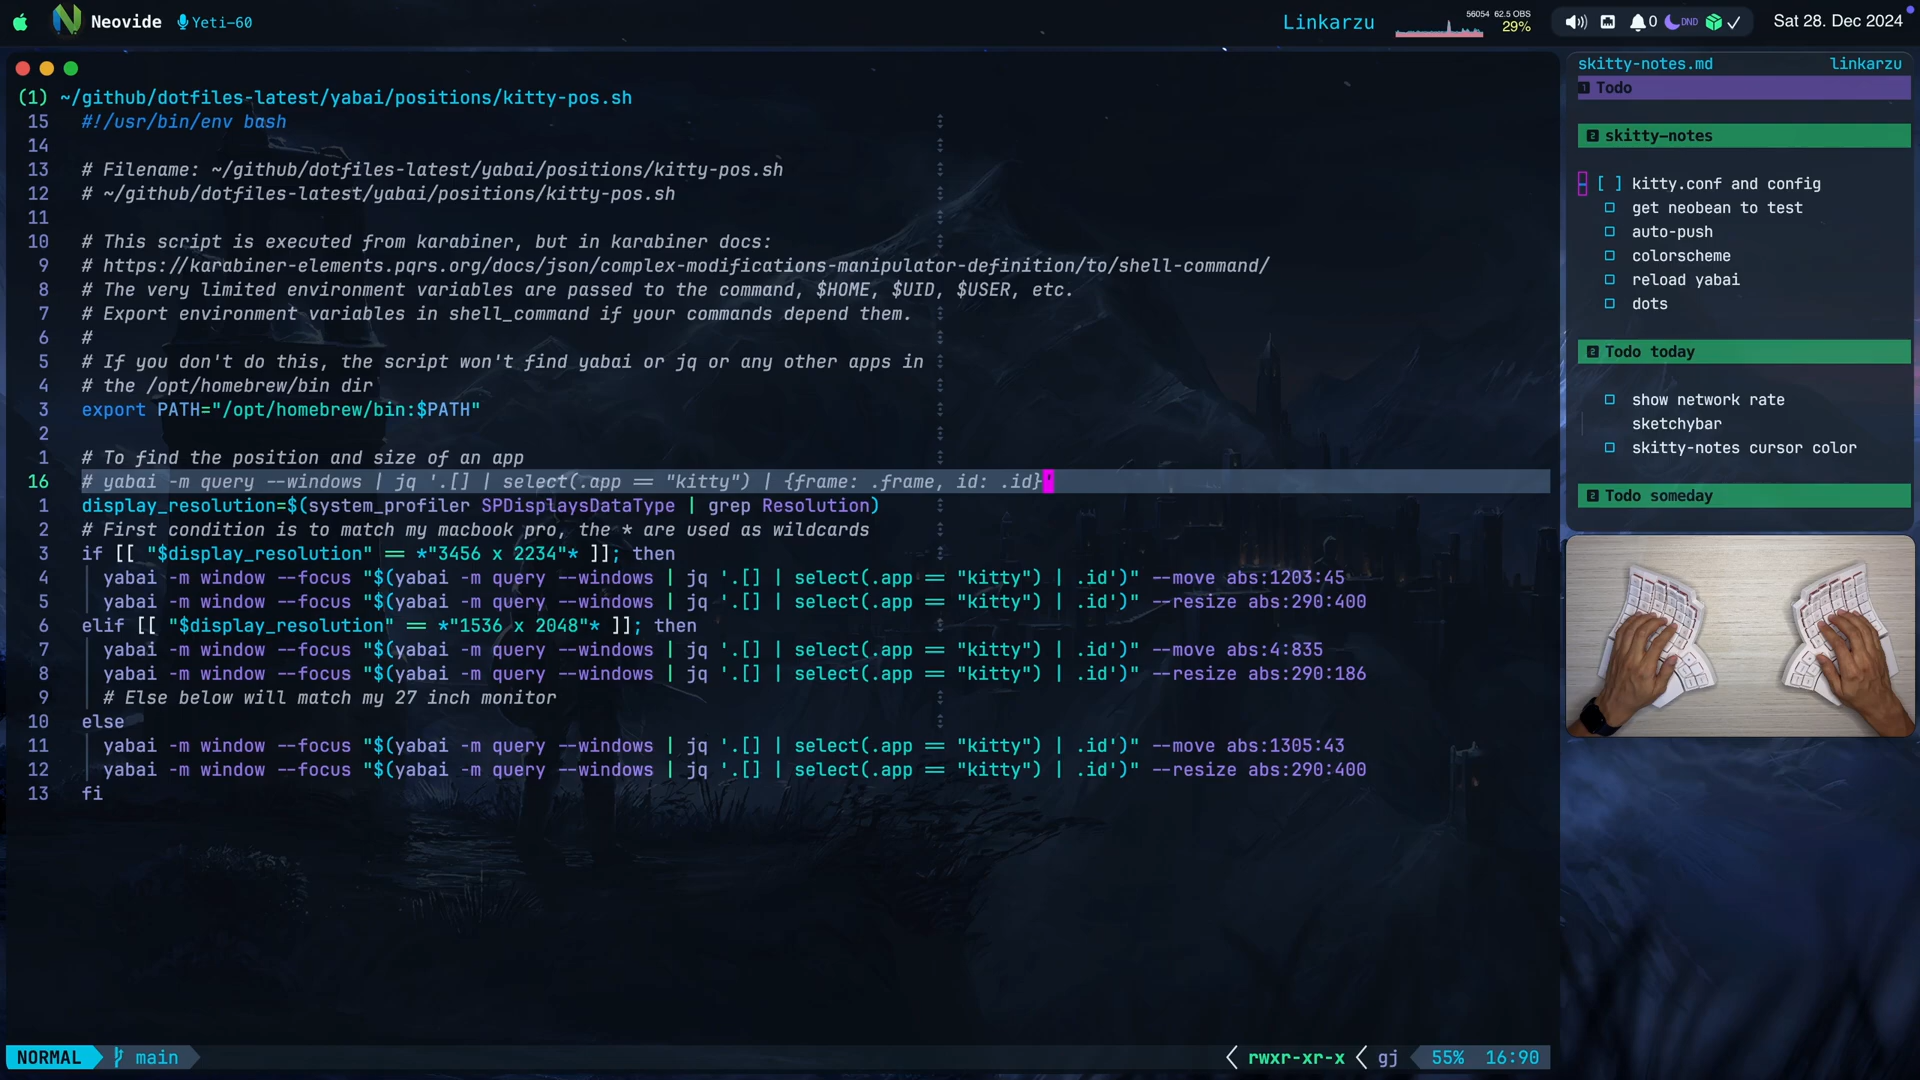 Neovide Yeti-60
Linkarzu
56054 62.5 OBS
29%
0 DND
Sat 28. Dec 2024
(1) ~/github/dotfiles-latest/yabai/positions/kitty-pos.sh
15 #!/usr/bin/env bash
14
13 # Filename: ~/github/dotfiles-latest/yabai/positions/kitty-pos.sh
12 # ~/github/dotfiles-latest/yabai/positions/kitty-pos.sh
11
10 # This script is executed from karabiner, but in karabiner docs:
9 # https://karabiner-elements.pqrs.org/docs/json/complex-modifications-manipulator-definition/to/shell-command/
8 # The very limited environment variables are passed to the command, $HOME, $UID, $USER, etc.
7 # Export environment variables in shell_command if your commands depend them.
6 #
5 # If you don't do this, the script won't find yabai or jq or any other apps in
4 # the /opt/homebrew/bin dir
3 export PATH="/opt/homebrew/bin:$PATH"
2
1 # To find the position and size of an app
16 # yabai -m query --windows | jq '.[] | select(.app == "kitty") | {frame: .frame, id: .id}'
1 display_resolution=$(system_profiler SPDisplaysDataType | grep Resolution)
2 # First condition is to match my macbook pro, the * are used as wildcards
3 if [[ "$display_resolution" == *"3456 x 2234"* ]]; then
4 yabai -m window --focus "$(yabai -m query --windows | jq '.[] | select(.app == "kitty") | .id')" --move abs:1203:45
5 yabai -m window --focus "$(yabai -m query --windows | jq '.[] | select(.app == "kitty") | .id')" --resize abs:290:400
6 elif [[ "$display_resolution" == *"1536 x 2048"* ]]; then
7 yabai -m window --focus "$(yabai -m query --windows | jq '.[] | select(.app == "kitty") | .id')" --move abs:4:835
8 yabai -m window --focus "$(yabai -m query --windows | jq '.[] | select(.app == "kitty") | .id')" --resize abs:290:186
9 # Else below will match my 27 inch monitor
10 else
11 yabai -m window --focus "$(yabai -m query --windows | jq '.[] | select(.app == "kitty") | .id')" --move abs:1305:43
12 yabai -m window --focus "$(yabai -m query --windows | jq '.[] | select(.app == "kitty") | .id')" --resize abs:290:400
13 fi
NORMAL main
rwxr-xr-x gj 55% 16:90
skitty-notes.md linkarzu
1 Todo
2 skitty-notes
- [ ] kitty.conf and config
get neobean to test
auto-push
colorscheme
reload yabai
dots
2 Todo today
show network rate
sketchybar
skitty-notes cursor color
2 Todo someday